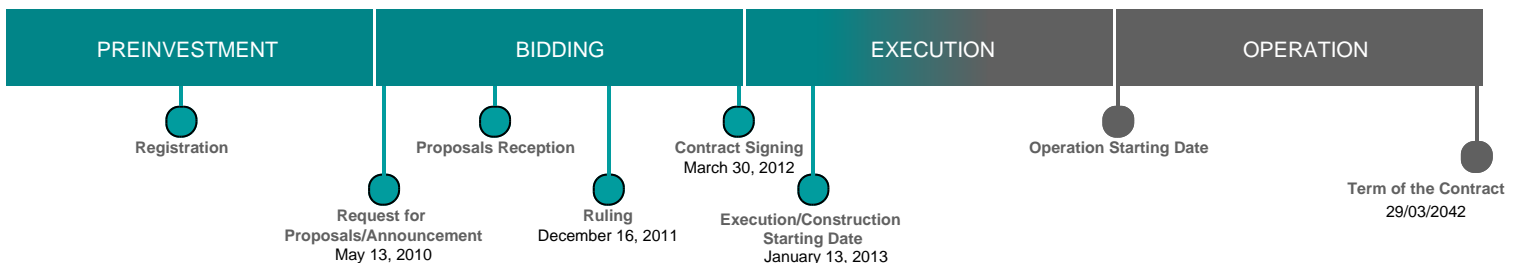 PREINVESTMENT
BIDDING
EXECUTION
OPERATION
Registration
Request for
Proposals/Announcement
May 13, 2010
Proposals Reception
Ruling
December 16, 2011
Contract Signing
March 30, 2012
Execution/Construction
Starting Date
January 13, 2013
Operation Starting Date
Term of the Contract
29/03/2042